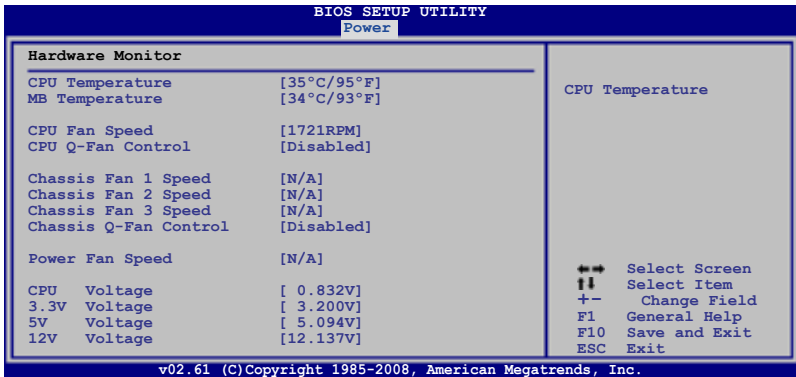 BIOS SETUP UTILITY
Power
Hardware Monitor
CPU Temperature [35°C/95°F]
MB Temperature [34°C/93°F]
CPU Fan Speed [1721RPM]
CPU Q-Fan Control [Disabled]
Chassis Fan 1 Speed [N/A]
Chassis Fan 2 Speed [N/A]
Chassis Fan 3 Speed [N/A]
Chassis Q-Fan Control [Disabled]
Power Fan Speed [N/A]
CPU Voltage [ 0.832V]
3.3V Voltage [ 3.200V]
5V Voltage [ 5.094V]
12V Voltage [12.137V]
CPU Temperature
←→ Select Screen
↑↓ Select Item
+- Change Field
F1 General Help
F10 Save and Exit
ESC Exit
v02.61 (C)Copyright 1985-2008, American Megatrends, Inc.